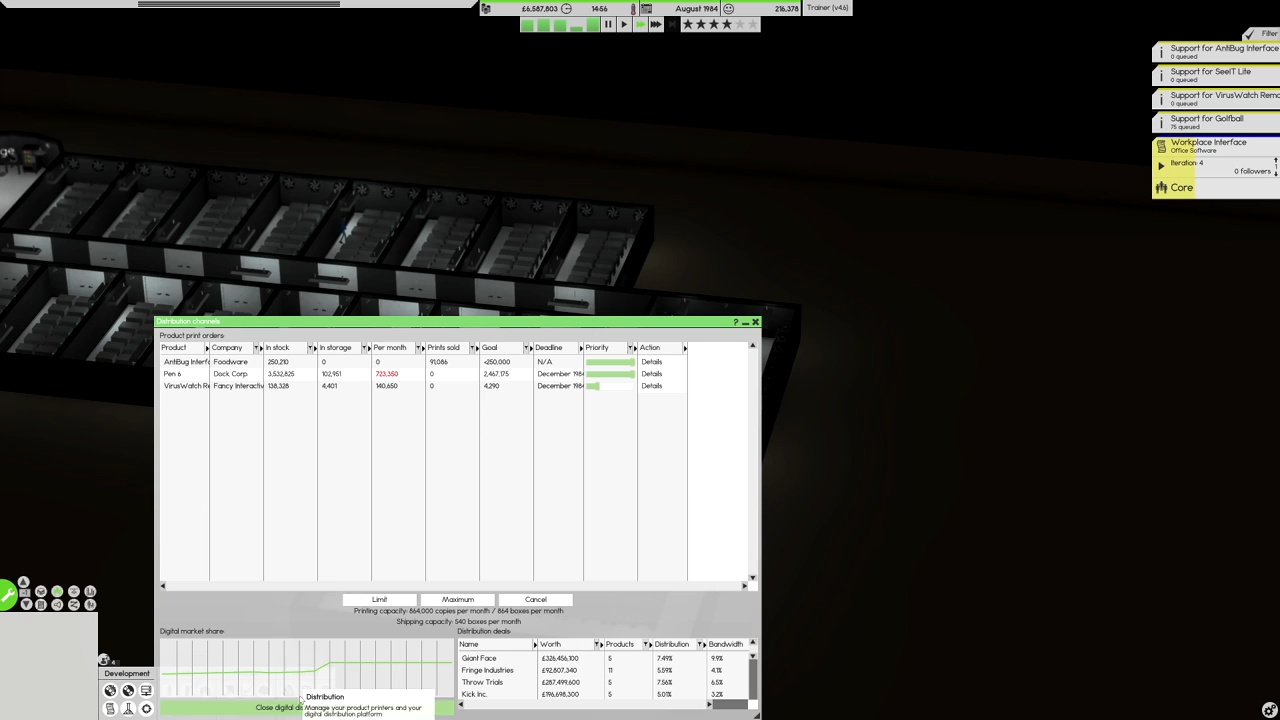 £6,587,803
14:56
August 1984
216,378
Trainer (v4.6)
Filter
Support for AntiBug Interface
0 queued
Support for SeeIT Lite
0 queued
Support for VirusWatch Remo
0 queued
Support for Golfball
75 queued
Workplace Interface
Office Software
Iteration: 4
1
0 followers
Core
Distribution channels
?
Product print orders:
Product Company In stock In storage Per month Prints sold Goal Deadline Priority Action
AntiBug Interfa Foodware 250,210 0 0 91,086 <250,000 N/A Details
Pen 6 Dock Corp. 3,532,825 102,951 723,350 0 2,467,175 December 1984 Details
VirusWatch Re Fancy Interactiv 138,328 4,401 140,650 0 4,290 December 1984 Details
Limit Maximum Cancel
Printing capacity: 864,000 copies per month / 864 boxes per month
Shipping capacity: 540 boxes per month
Digital market share:
Distribution deals:
Name Worth Products Distribution Bandwidth
Giant Face £326,456,100 5 7.49% 9.9%
Fringe Industries £92,807,340 11 5.59% 4.1%
Throw Trials £287,499,600 5 7.56% 6.5%
Kick Inc. £196,698,300 5 5.01% 3.2%
Close digital dis
Distribution
Manage your product printers and your
digital distribution platform
4
Development